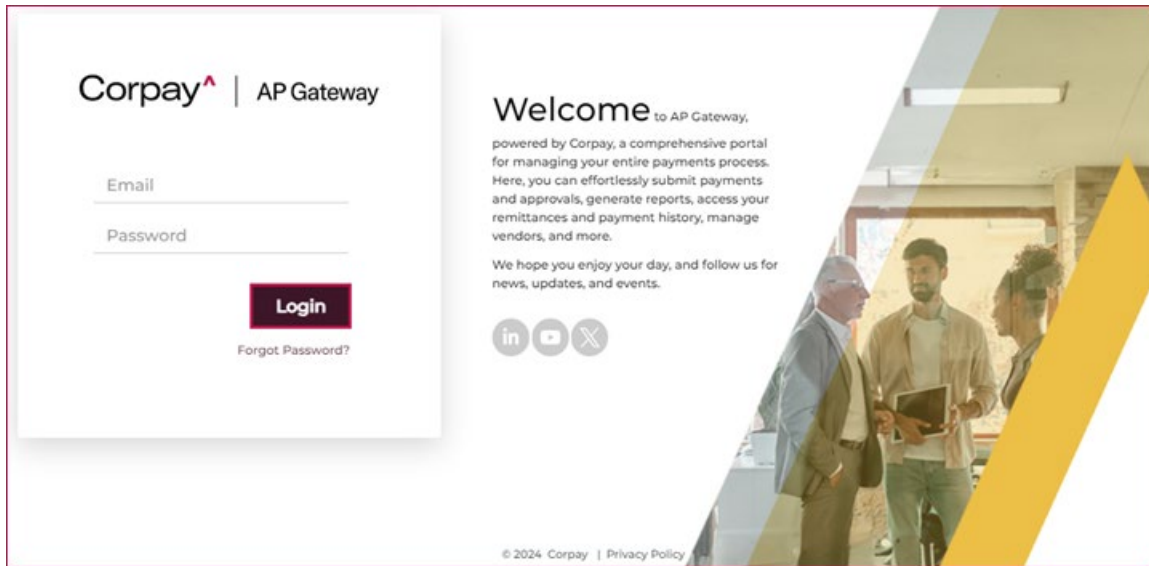 Corpay^ | AP Gateway
Email
Password
Login
Forgot Password?
Welcome to AP Gateway,
powered by Corpay, a comprehensive portal
for managing your entire payments process.
Here, you can effortlessly submit payments
and approvals, generate reports, access your
remittances and payment history, manage
vendors, and more.
We hope you enjoy your day, and follow us for
news, updates, and events.
in
X
© 2024 Corpay | Privacy Policy